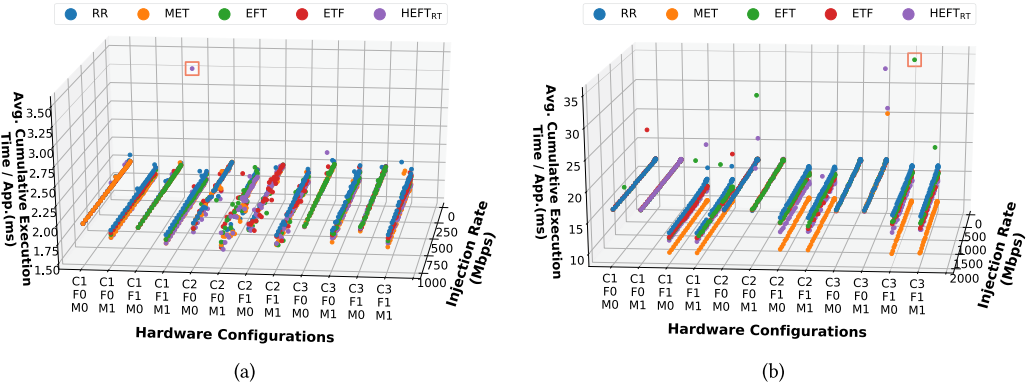 RR MET EFT ETF HEFT_RT
Avg. Cumulative Execution
Time / App.(ms)
3.50
3.25
3.00
2.75
2.50
2.25
2.00
1.75
1.50
0
250
500
750
1000
Injection Rate
(Mbps)
C1 C1 C1 C1 C2 C2 C2 C2 C3 C3 C3 C3
F0 F0 F1 F1 F0 F0 F1 F1 F0 F0 F1 F1
M0 M1 M0 M1 M0 M1 M0 M1 M0 M1 M0 M1
Hardware Configurations
(a)
RR MET EFT ETF HEFT_RT
Avg. Cumulative Execution
Time / App.(ms)
35
30
25
20
15
10
0
500
1000
1500
2000
Injection Rate
(Mbps)
C1 C1 C1 C1 C2 C2 C2 C2 C3 C3 C3 C3
F0 F0 F1 F1 F0 F0 F1 F1 F0 F0 F1 F1
M0 M1 M0 M1 M0 M1 M0 M1 M0 M1 M0 M1
Hardware Configurations
(b)